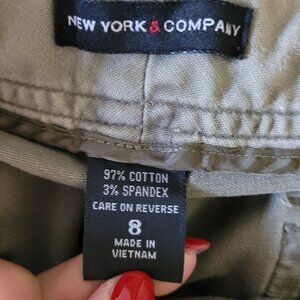 NEW YORK & COMPANY
97% COTTON
3% SPANDEX
CARE ON REVERSE
8
MADE IN
VIETNAM